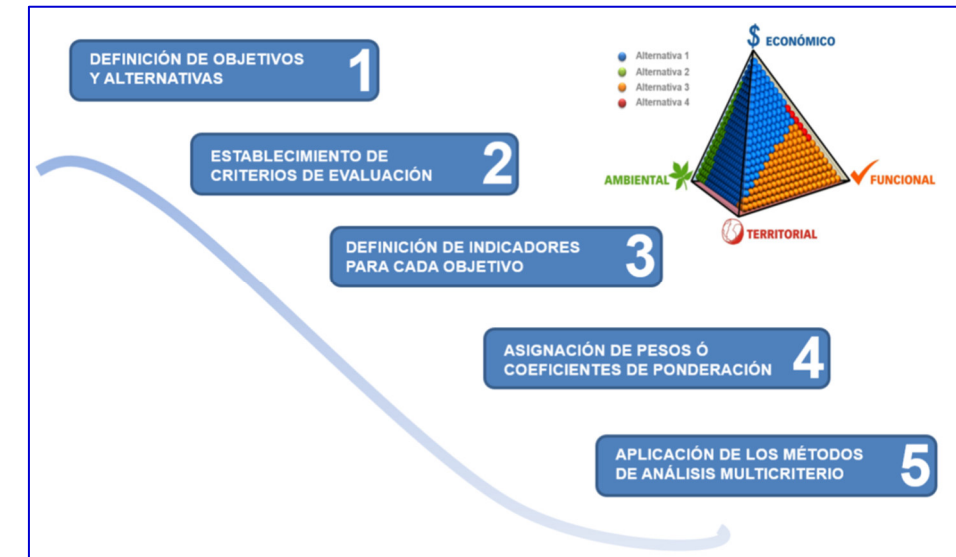 DEFINICIÓN DE OBJETIVOS
Y ALTERNATIVAS
1
ESTABLECIMIENTO DE
CRITERIOS DE EVALUACIÓN
2
DEFINICIÓN DE INDICADORES
PARA CADA OBJETIVO
3
ASIGNACIÓN DE PESOS Ó
COEFICIENTES DE PONDERACIÓN
4
APLICACIÓN DE LOS MÉTODOS
DE ANÁLISIS MULTICRITERIO
5
$ ECONÓMICO
Alternativa 1
Alternativa 2
Alternativa 3
Alternativa 4
AMBIENTAL
FUNCIONAL
TERRITORIAL